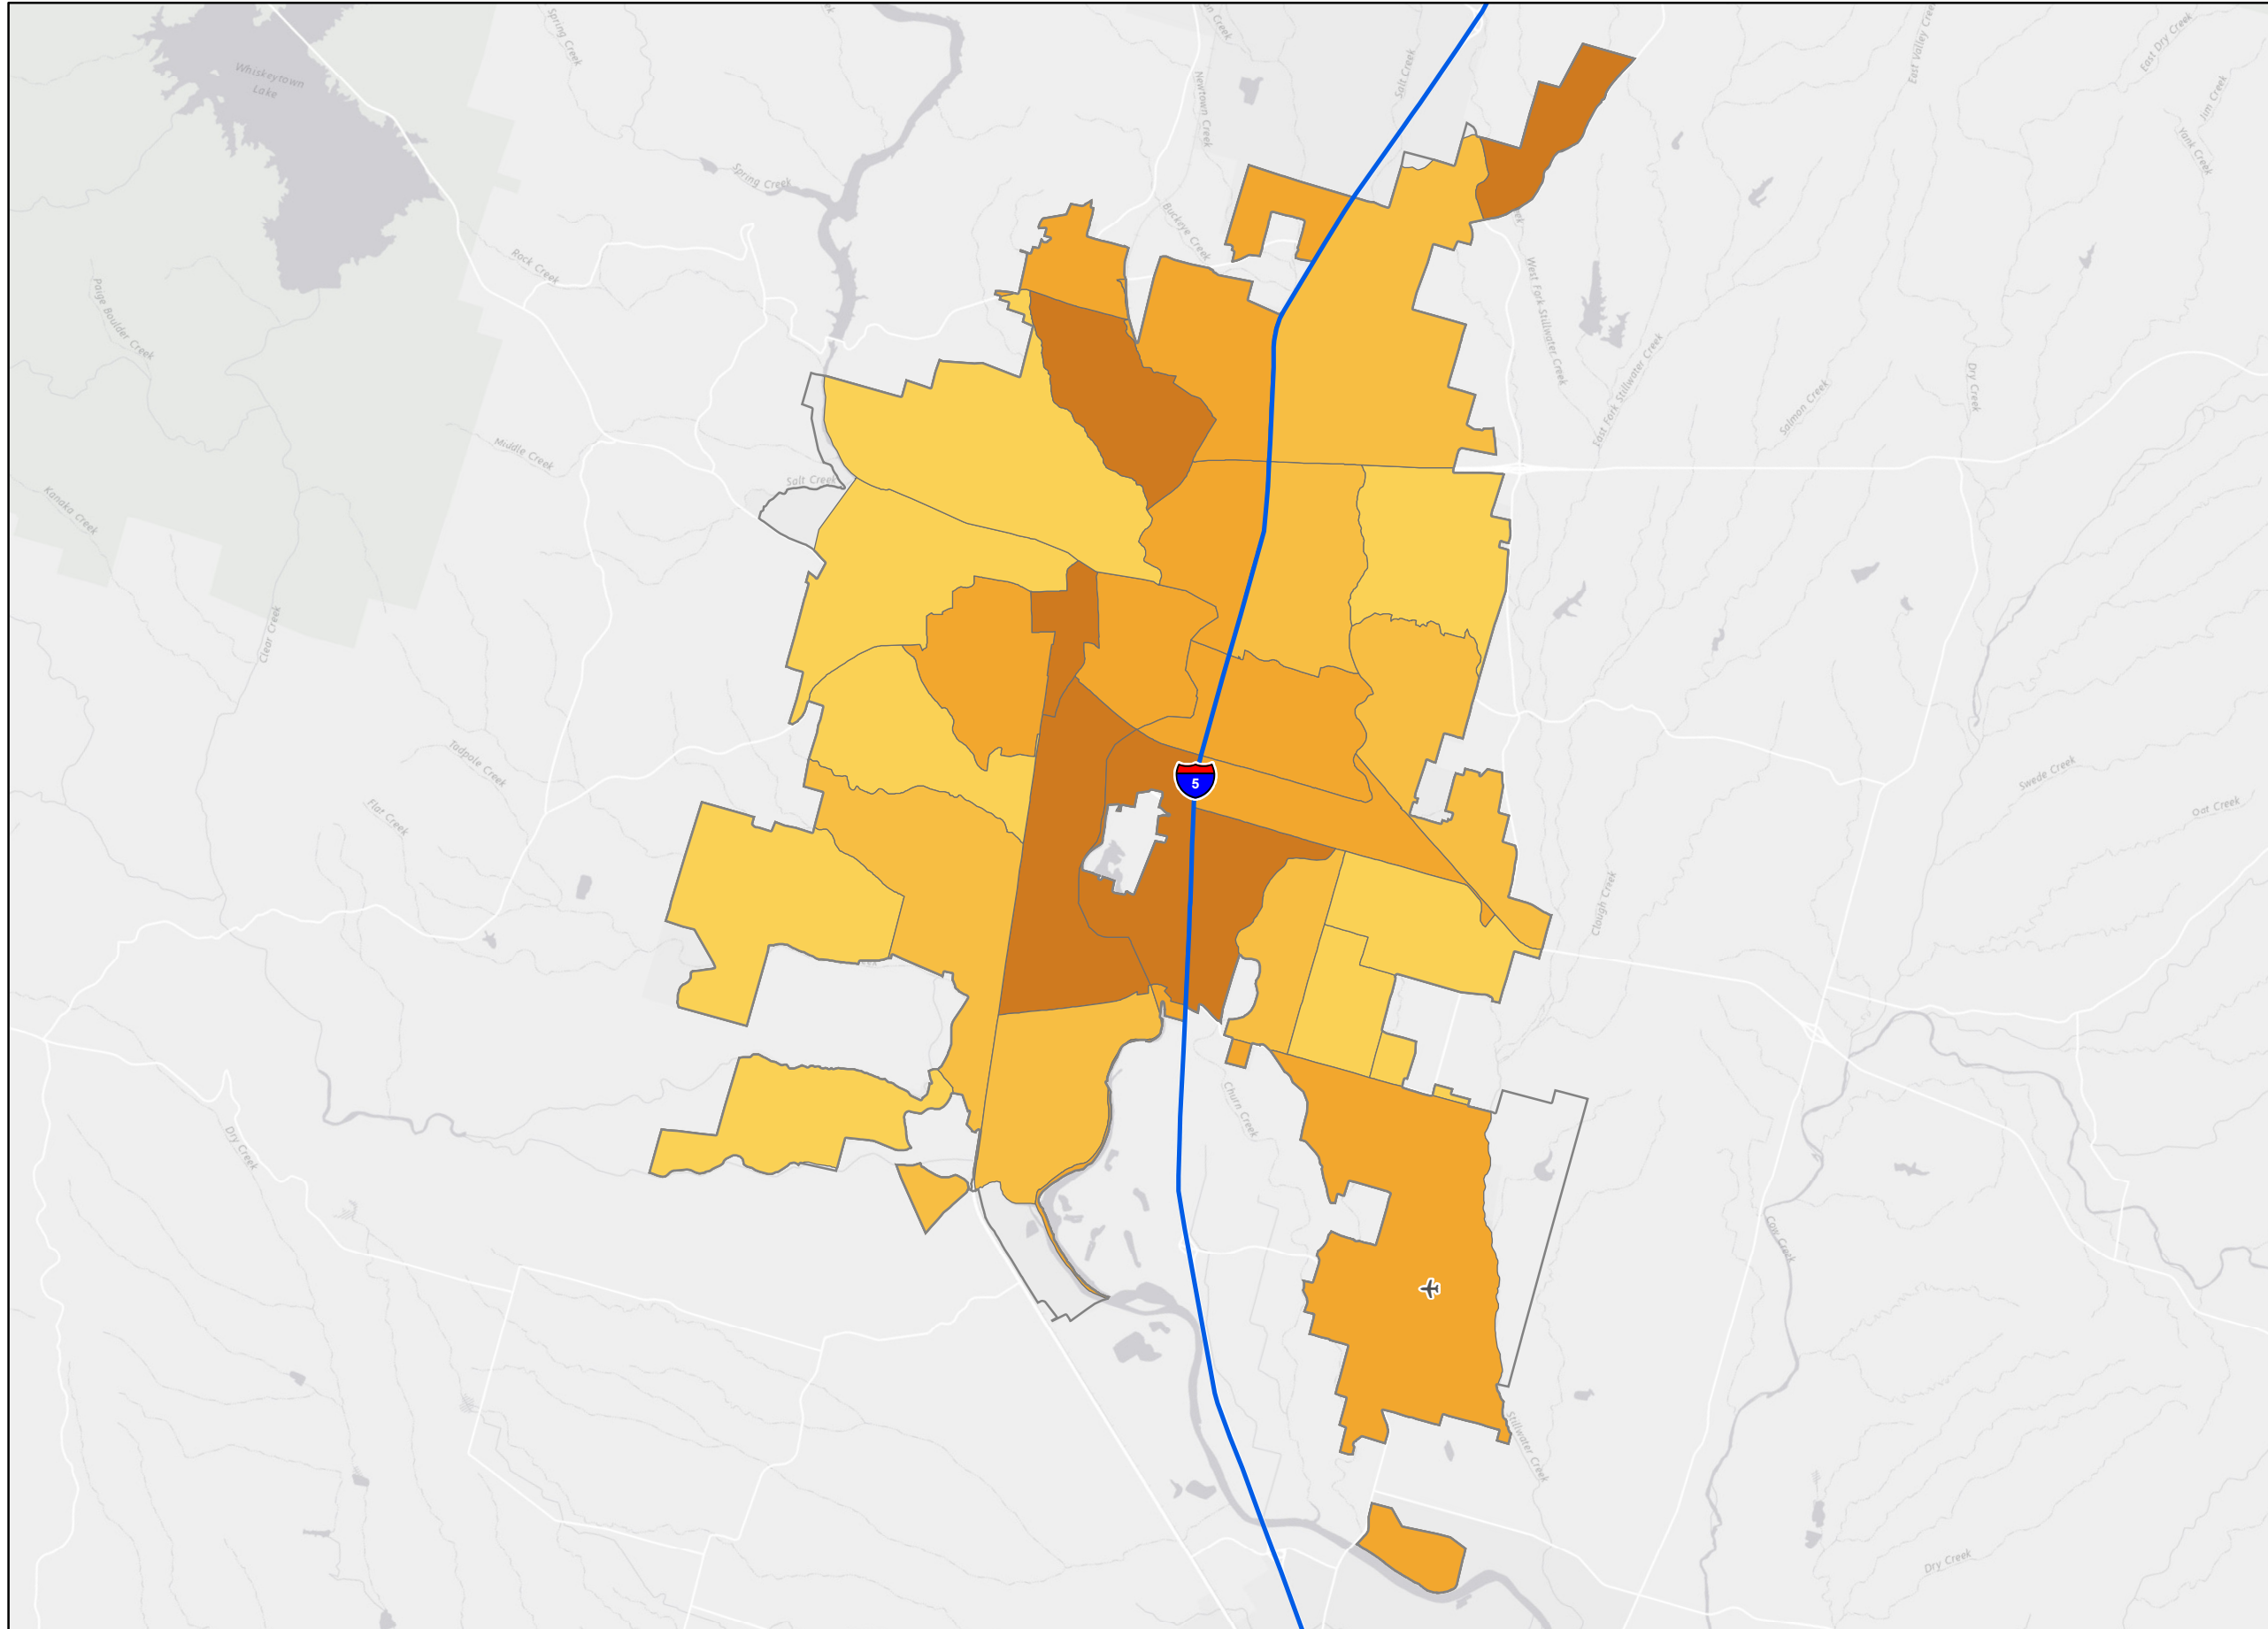 Spring Creek
Salt Creek
East Valley Creek
East Dry Creek
Jim Creek
Yank Creek
Whiskeytown
Lake
Newtown Creek
Spring Creek
Buckeye Creek
Rock Creek
Paige Boulder Creek
West Fork Stillwater Creek
East Fork Stillwater Creek
Salmon Creek
Dry Creek
Middle Creek
Salt Creek
Kanaka Creek
Clear Creek
Tadpole Creek
Flat Creek
5
Swede Creek
Oat Creek
Clough Creek
Churn Creek
Dry Creek
Cow Creek
Stillwater Creek
Dry Creek